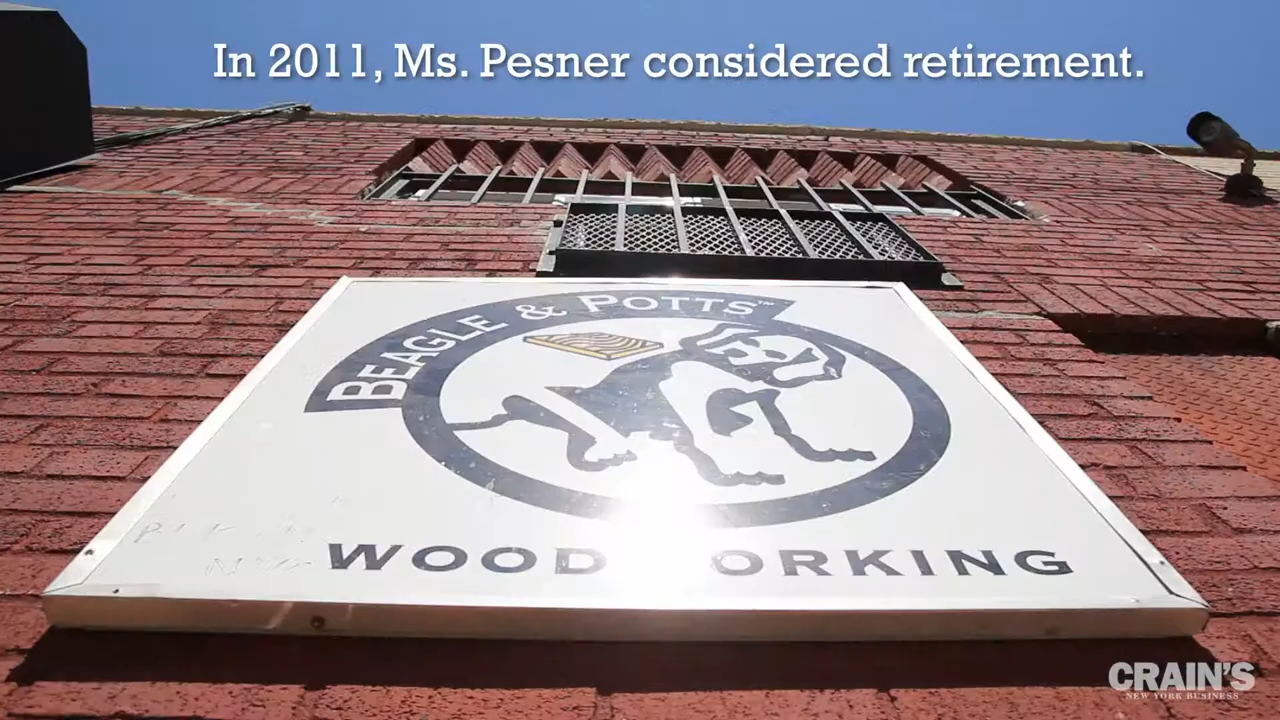 In 2011, Ms. Pesner considered retirement.
BEAGLE & POTTS™
WOOD ORKING
CRAIN'S
NEW YORK BUSINESS